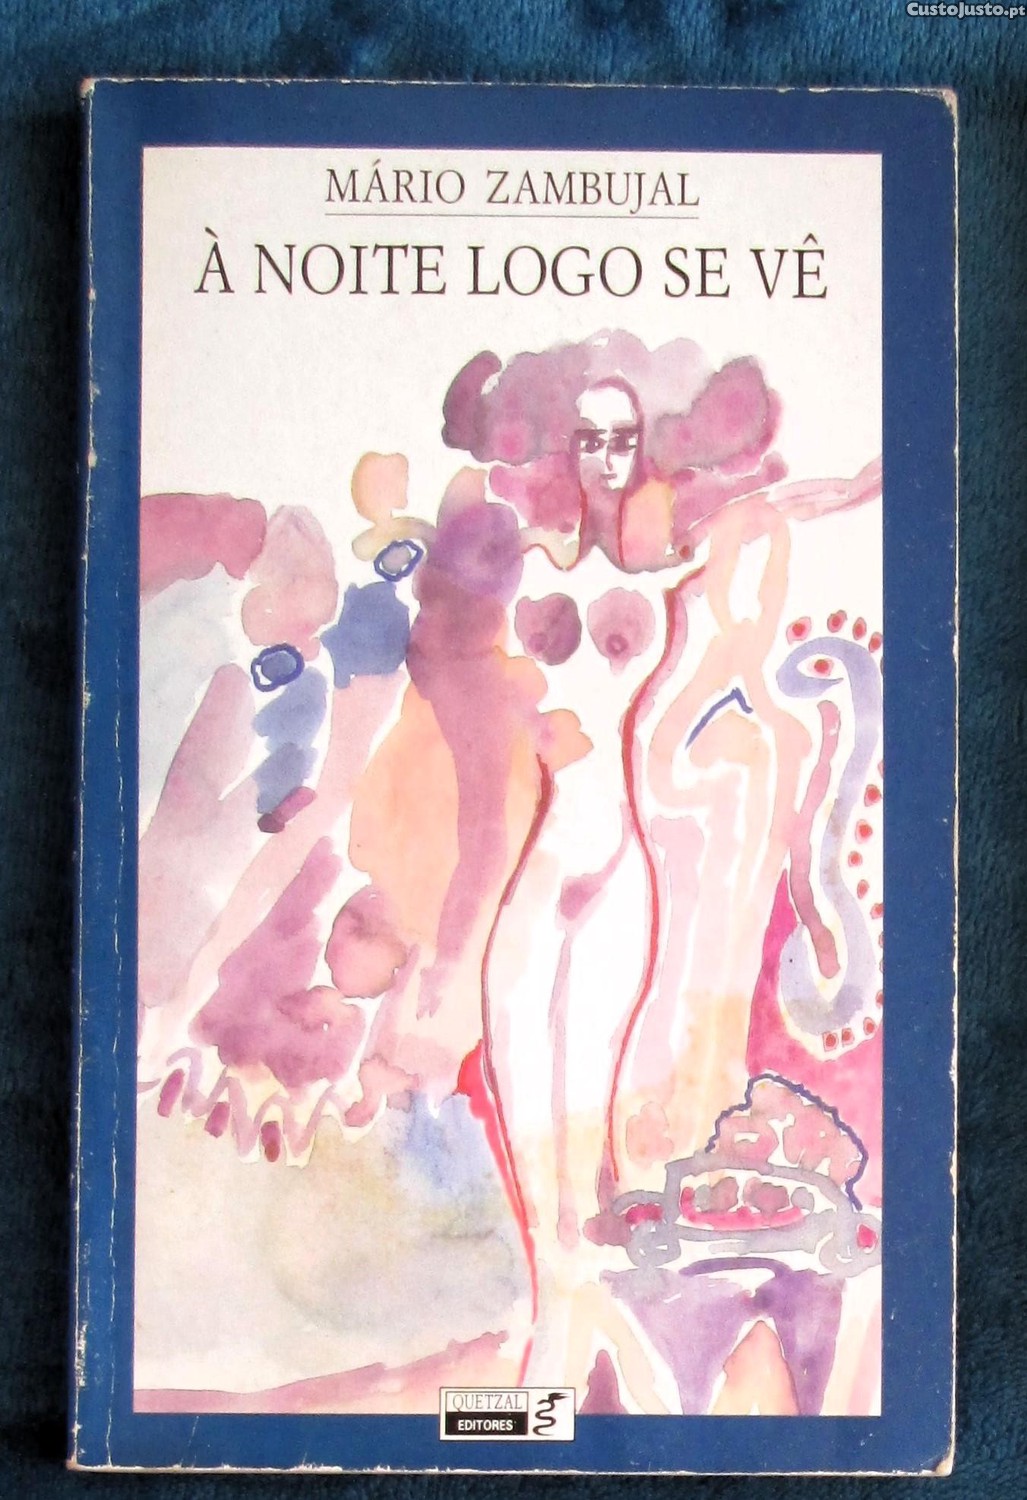 CustoJusto.pt
MÁRIO ZAMBUJAL
À NOITE LOGO SE VÊ
QUETZAL
EDITORES